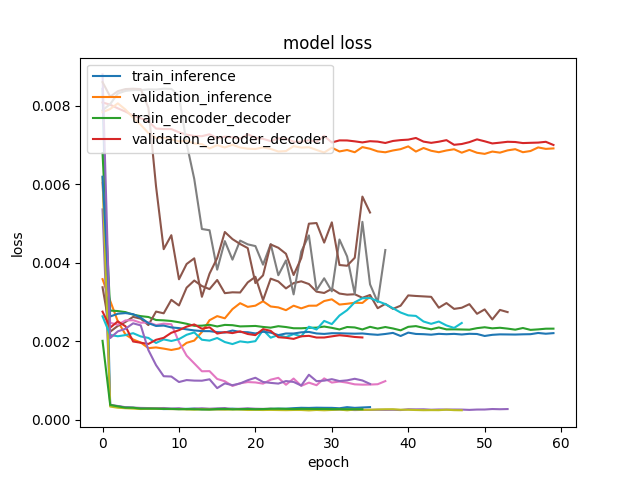 model loss
train_inference
validation_inference
train_encoder_decoder
validation_encoder_decoder
0.008
0.006
0.004
0.002
0.000
loss
0 10 20 30 40 50 60
epoch